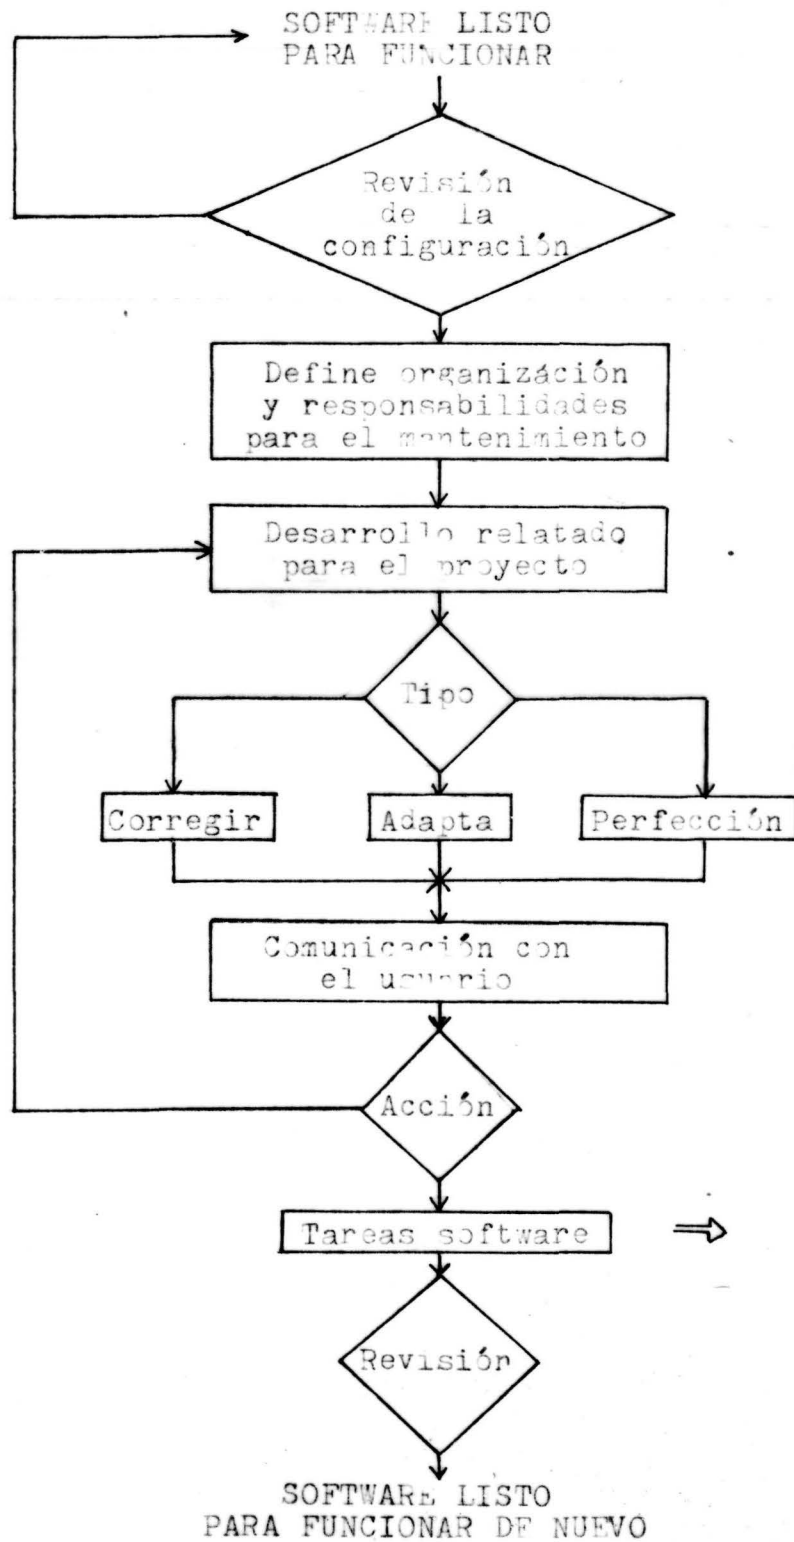 SOFTWARE LISTO
PARA FUNCIONAR
Revisión
de la
configuración
Define organizáción
y responsabilidades
para el mantenimiento
Desarrollo relatado
para el proyecto
Tipo
Corregir
Adapta
Perfección
Comunicación con
el usuario
Acción
Tareas software
Revisión
SOFTWARE LISTO
PARA FUNCIONAR DE NUEVO